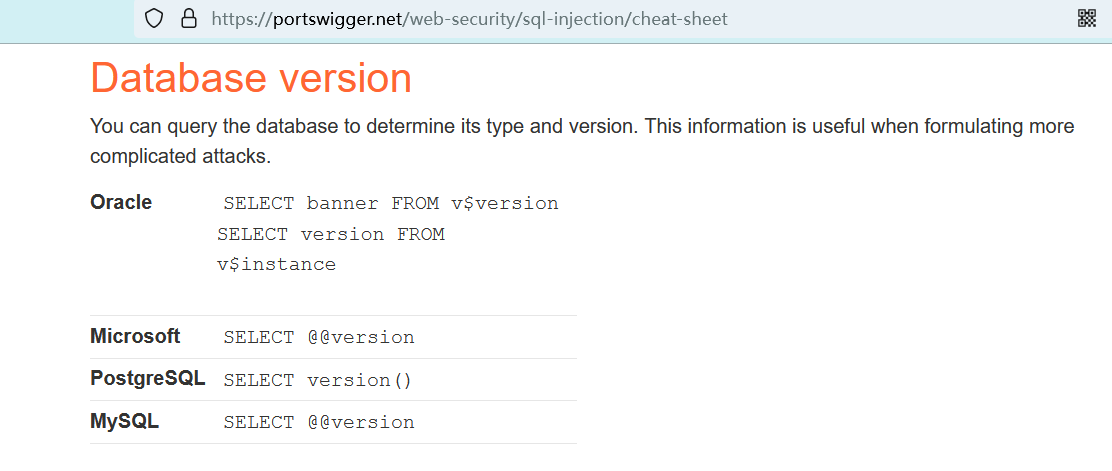 https://portswigger.net/web-security/sql-injection/cheat-sheet
Database version
You can query the database to determine its type and version. This information is useful when formulating more
complicated attacks.
Oracle SELECT banner FROM v$version
SELECT version FROM
v$instance
Microsoft SELECT @@version
PostgreSQL SELECT version()
MySQL SELECT @@version